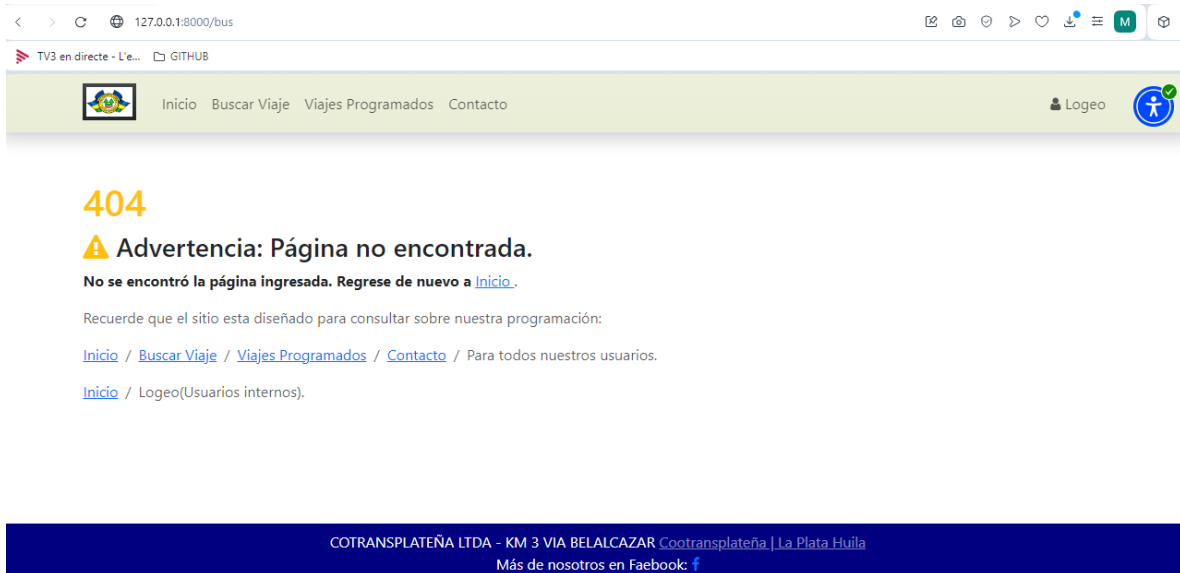 127.0.0.1:8000/bus
M
TV3 en directe - L'e... GITHUB
Inicio Buscar Viaje Viajes Programados Contacto Logeo
404
Advertencia: Página no encontrada.
No se encontró la página ingresada. Regrese de nuevo a Inicio .
Recuerde que el sitio esta diseñado para consultar sobre nuestra programación:
Inicio / Buscar Viaje / Viajes Programados / Contacto / Para todos nuestros usuarios.
Inicio / Logeo(Usuarios internos).
COTRANSPLATEÑA LTDA - KM 3 VIA BELALCAZAR Cootransplateña | La Plata Huila
Más de nosotros en Faebook: f